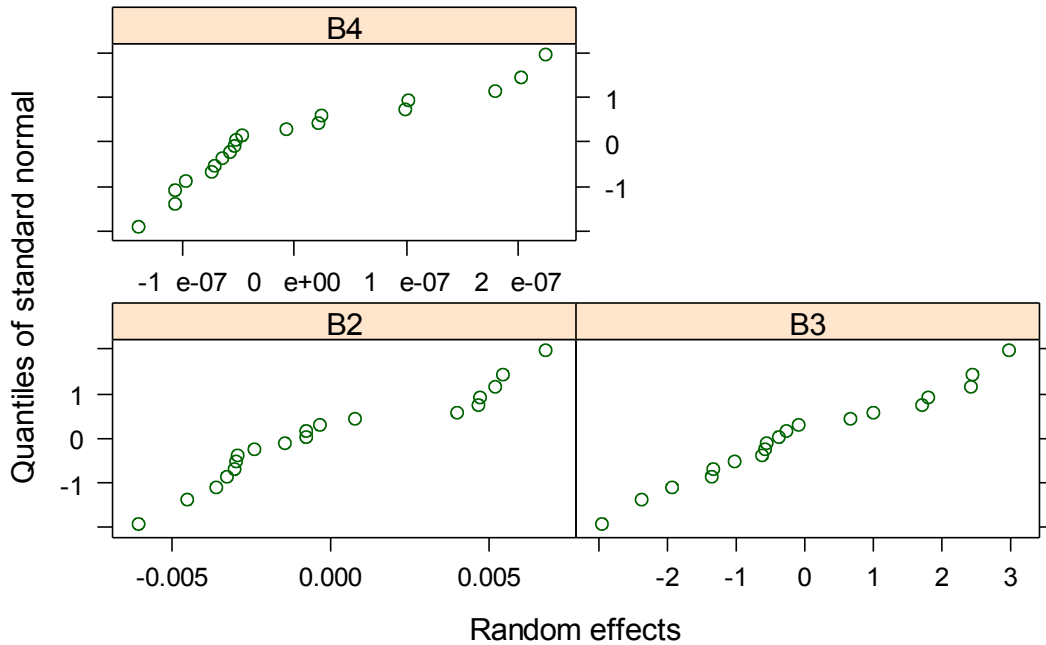 B4
Quantiles of standard normal
1
0
-1
-1 e-07 0 e+00 1 e-07 2 e-07
B2
B3
1
0
-1
-0.005 0.000 0.005
-2 -1 0 1 2 3
Random effects